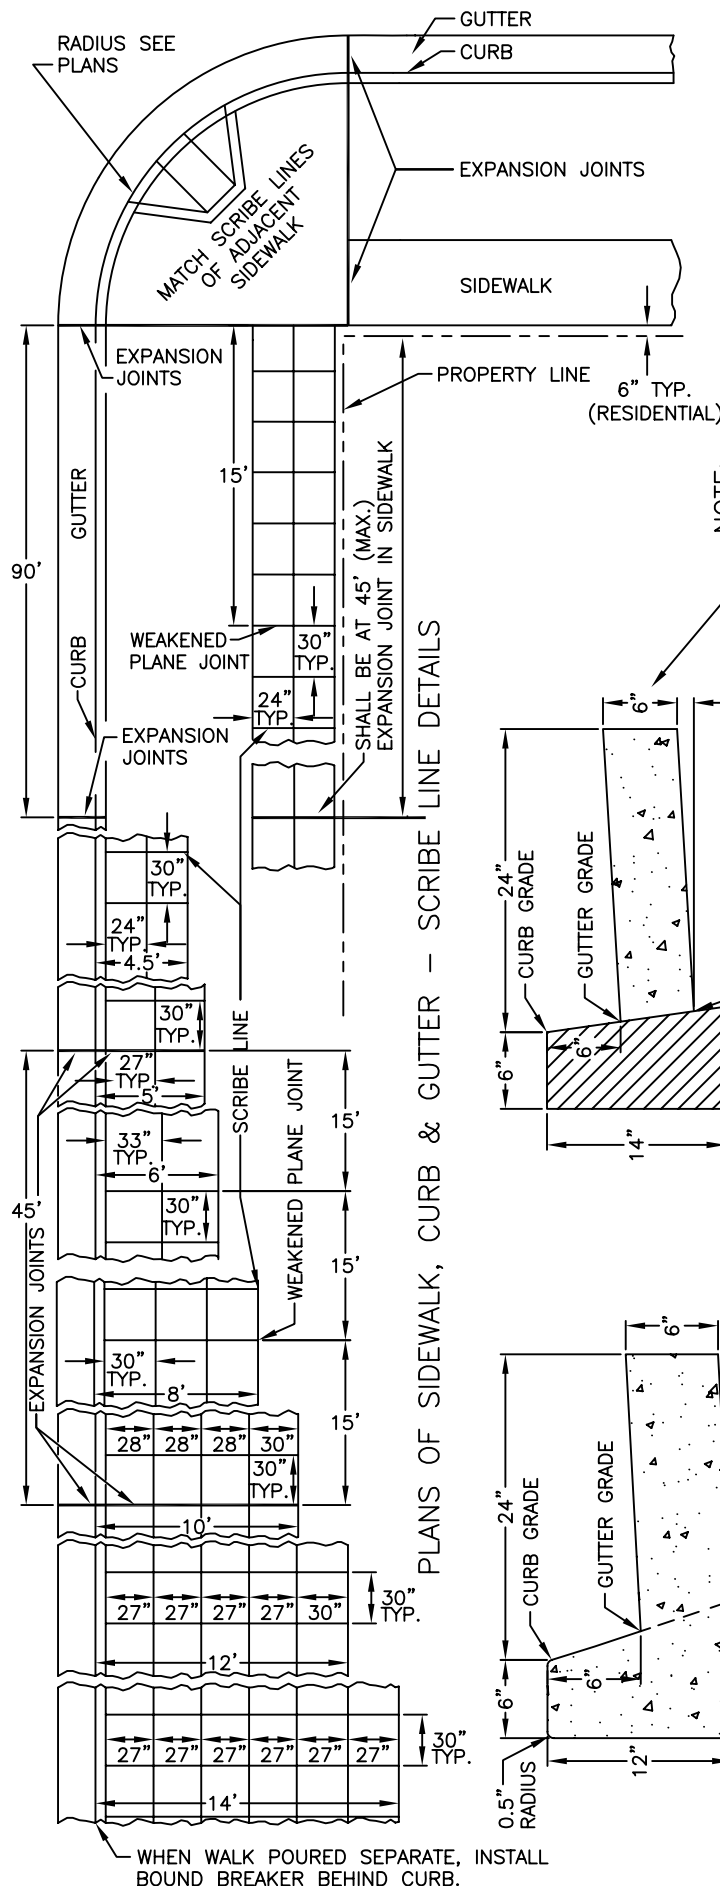 GUTTER
CURB
RADIUS SEE
PLANS
EXPANSION JOINTS
MATCH SCRIBE LINES
OF ADJACENT
SIDEWALK
SIDEWALK
EXPANSION
JOINTS
PROPERTY LINE
6" TYP.
(RESIDENTIAL)
15'
GUTTER
SHALL BE AT 45' (MAX.)
EXPANSION JOINT IN SIDEWALK
90'
WEAKENED
PLANE JOINT
30"
TYP.
CURB
24"
TYP.
6"
EXPANSION
JOINTS
PLANS OF SIDEWALK, CURB & GUTTER – SCRIBE LINE DETAILS
30"
TYP.
24"
TYP.
4.5'
24"
CURB GRADE
GUTTER GRADE
30"
TYP.
SCRIBE LINE
6"
6"
27"
TYP.
5'
15'
33"
TYP.
6'
14"
45'
30"
TYP.
WEAKENED PLANE JOINT
EXPANSION JOINTS
15'
30"
TYP.
8'
6"
15'
28" 28" 28" 30"
30"
TYP.
10'
24"
CURB GRADE
GUTTER GRADE
27" 27" 27" 27" 30"
30"
TYP.
12'
6"
6"
27" 27" 27" 27" 27" 27"
30"
TYP.
14'
12"
0.5"
RADIUS
WHEN WALK POURED SEPARATE, INSTALL
BOUND BREAKER BEHIND CURB.